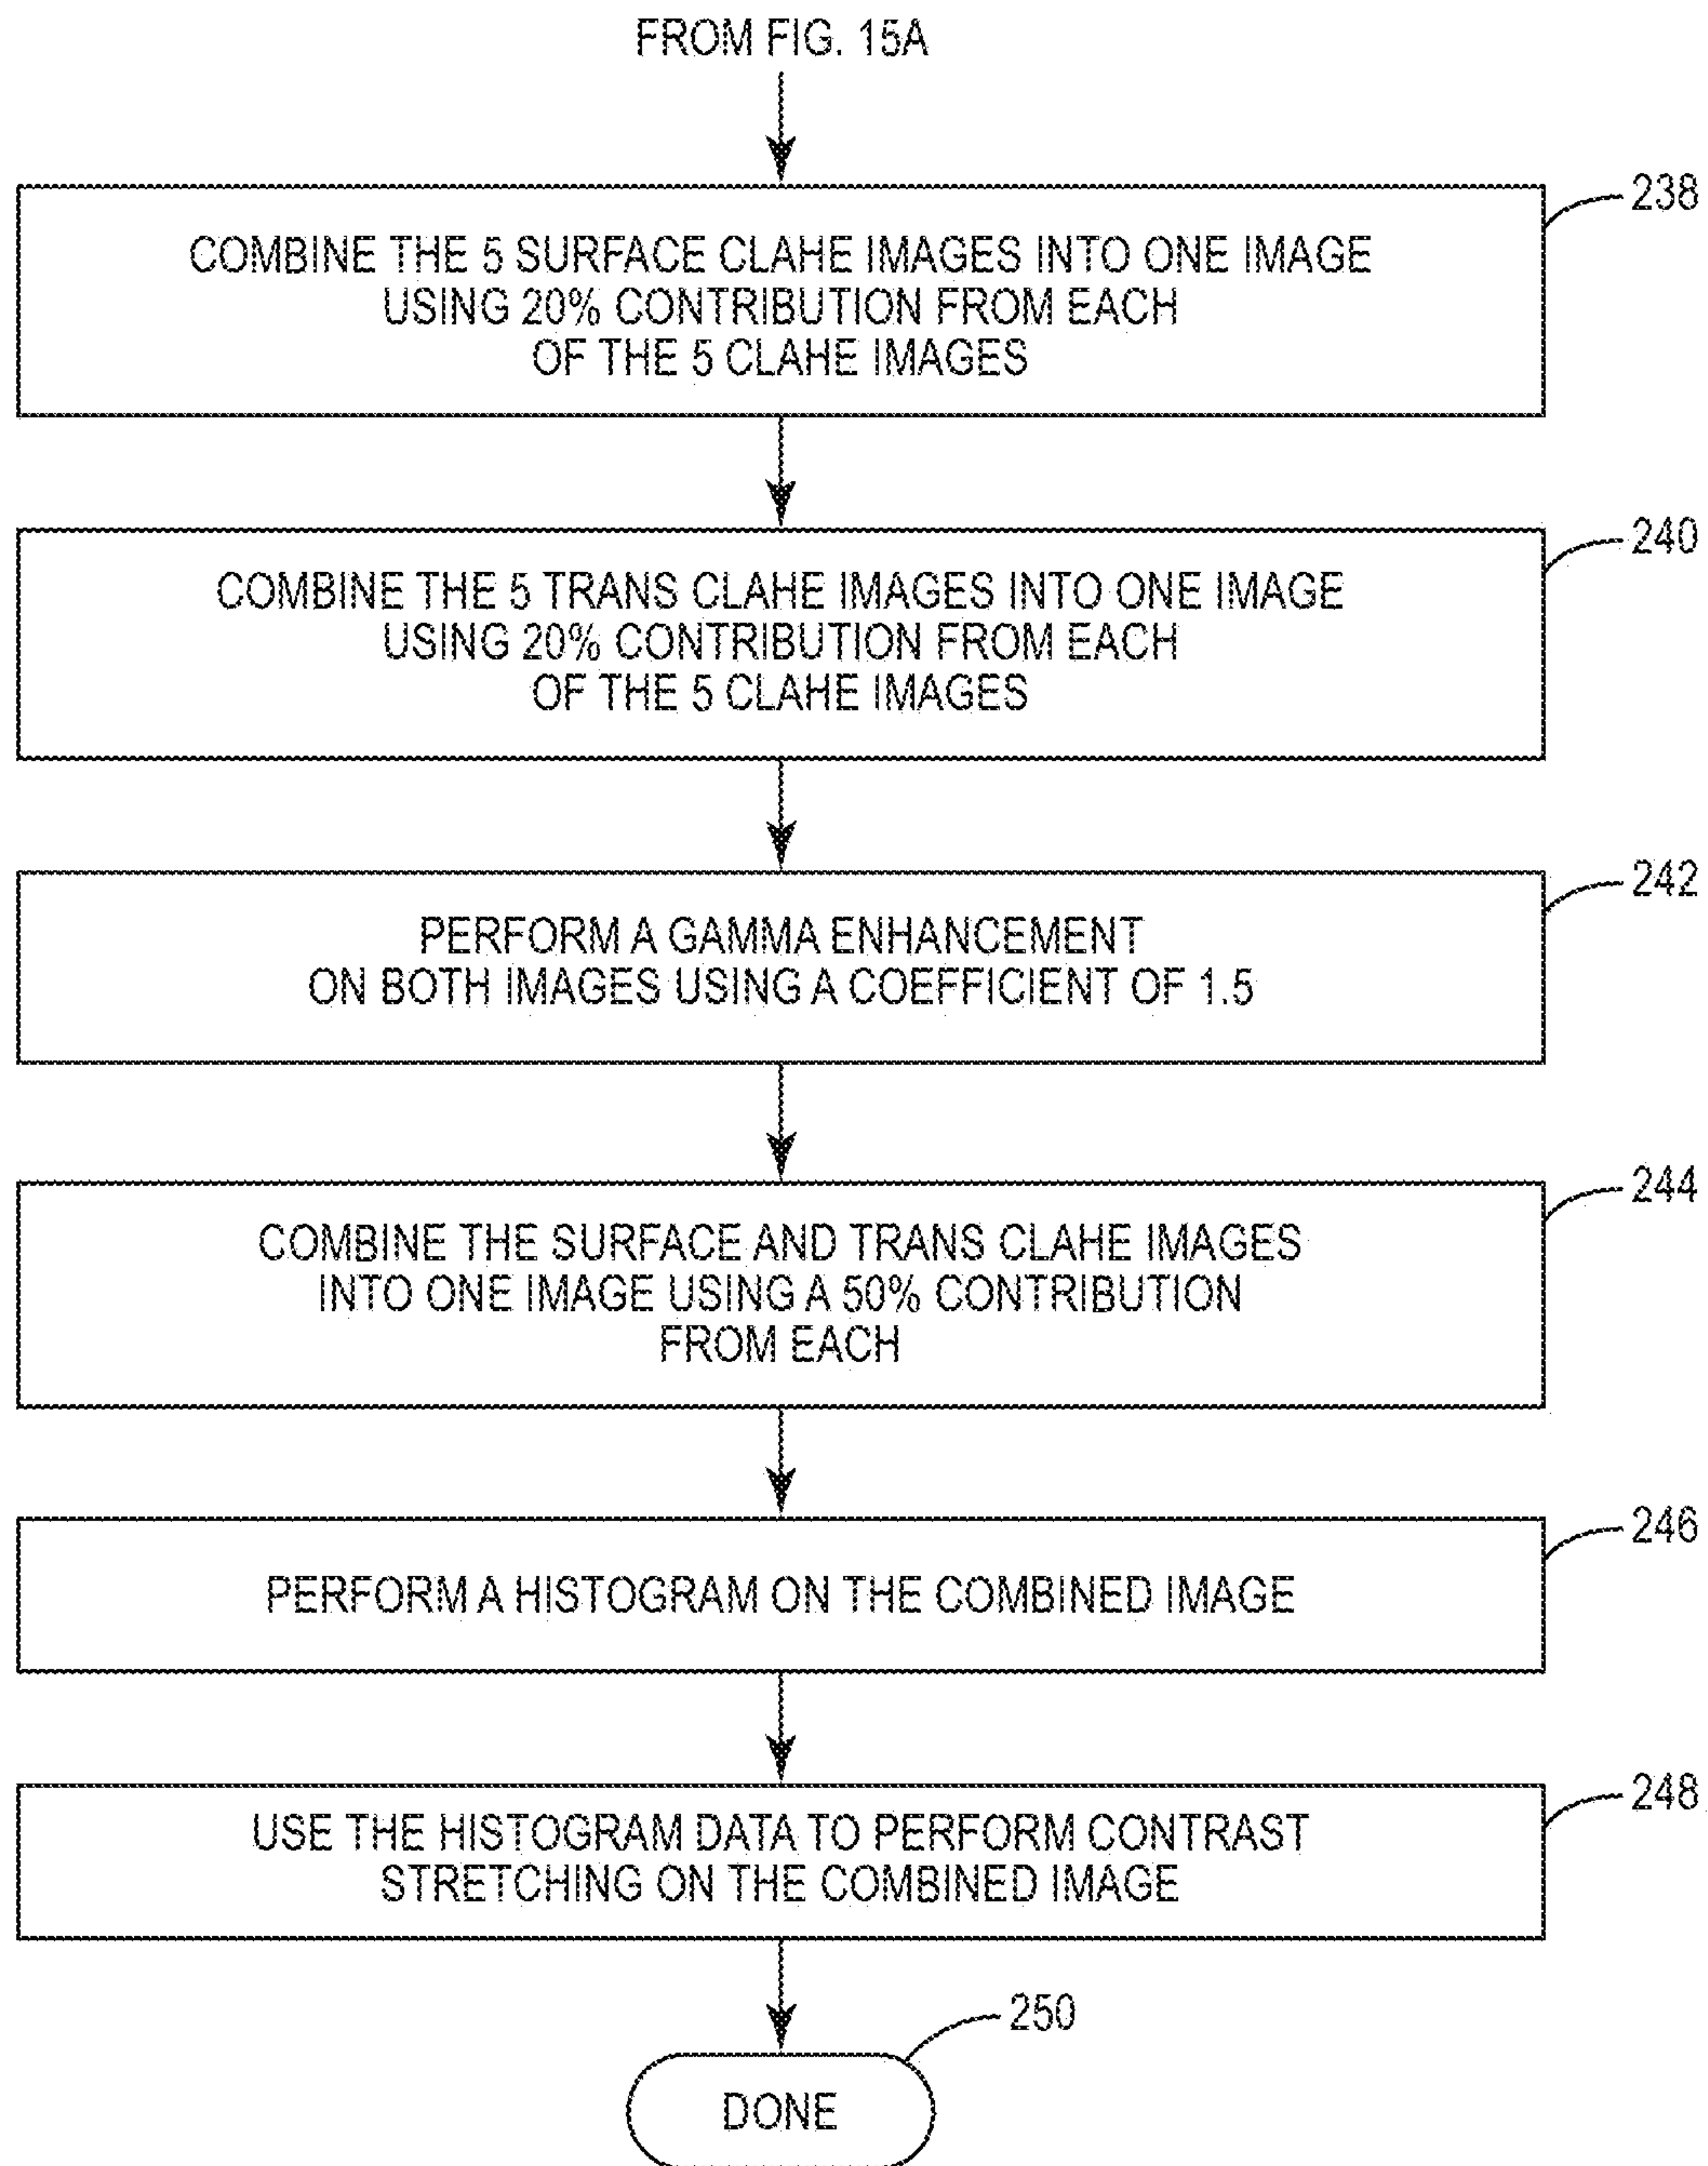 FROM FIG. 15A
238
COMBINE THE 5 SURFACE CLAHE IMAGES INTO ONE IMAGE
USING 20% CONTRIBUTION FROM EACH
OF THE 5 CLAHE IMAGES
240
COMBINE THE 5 TRANS CLAHE IMAGES INTO ONE IMAGE
USING 20% CONTRIBUTION FROM EACH
OF THE 5 CLAHE IMAGES
242
PERFORM A GAMMA ENHANCEMENT
ON BOTH IMAGES USING A COEFFICIENT OF 1.5
244
COMBINE THE SURFACE AND TRANS CLAHE IMAGES
INTO ONE IMAGE USING A 50% CONTRIBUTION
FROM EACH
246
PERFORM A HISTOGRAM ON THE COMBINED IMAGE
248
USE THE HISTOGRAM DATA TO PERFORM CONTRAST
STRETCHING ON THE COMBINED IMAGE
250
DONE